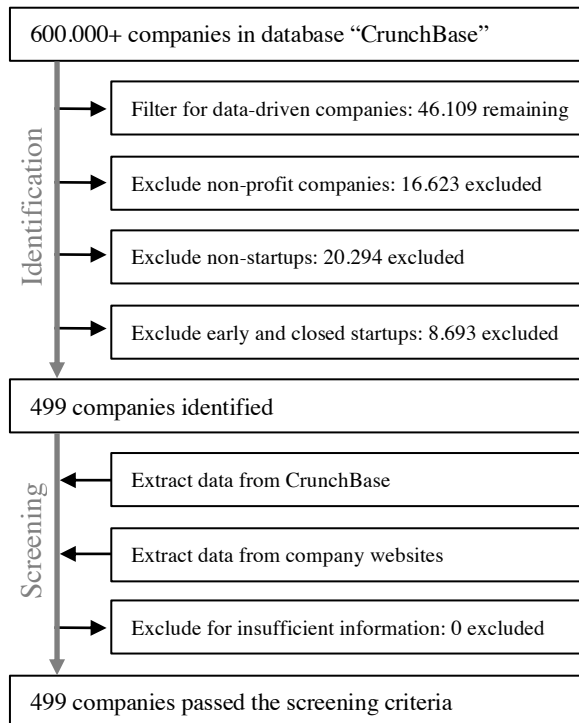 600.000+ companies in database “CrunchBase”
Identification
Filter for data-driven companies: 46.109 remaining
Exclude non-profit companies: 16.623 excluded
Exclude non-startups: 20.294 excluded
Exclude early and closed startups: 8.693 excluded
499 companies identified
Screening
Extract data from CrunchBase
Extract data from company websites
Exclude for insufficient information: 0 excluded
499 companies passed the screening criteria